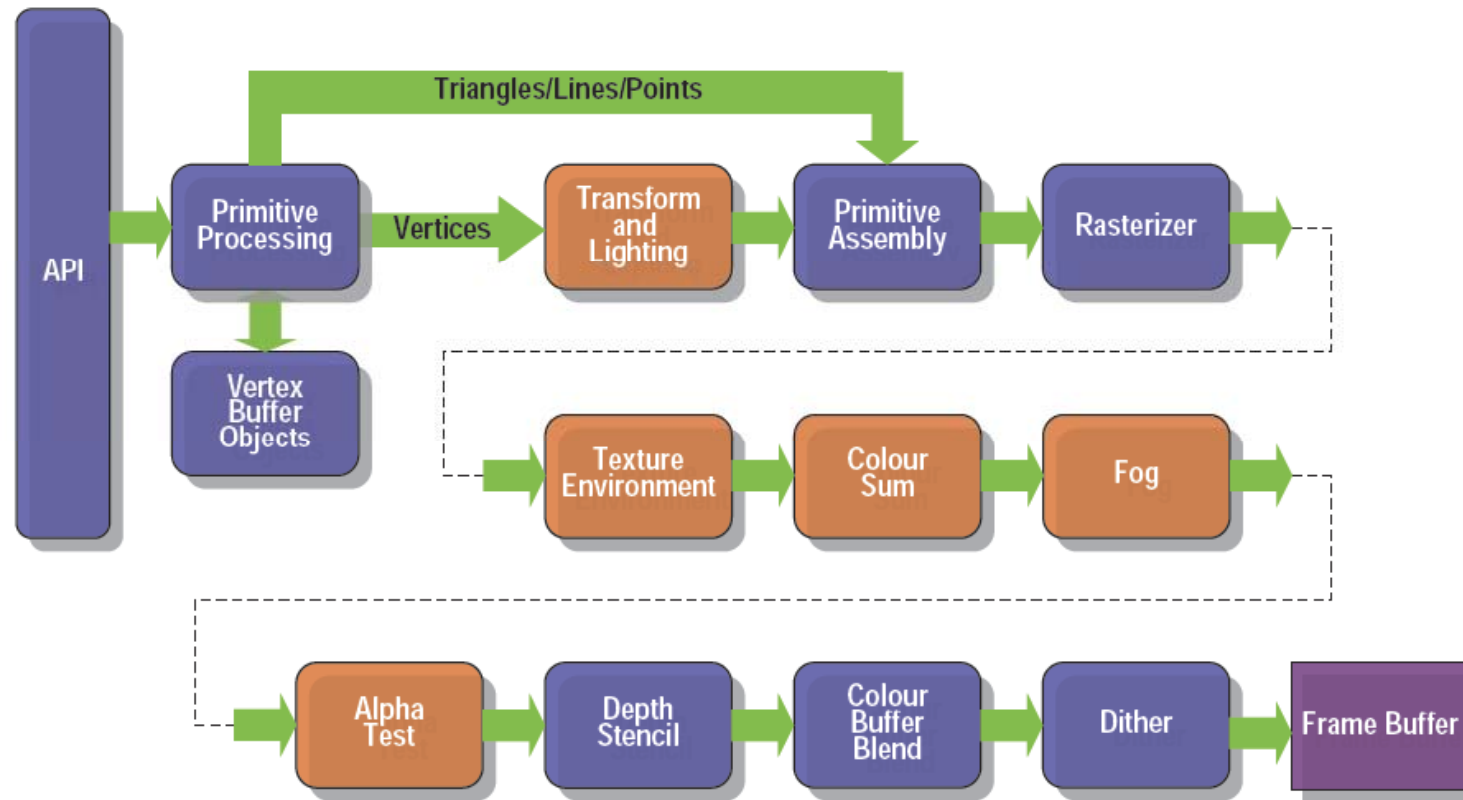 Triangles/Lines/Points
API
Primitive
Processing
Vertices
Transform
and
Lighting
Primitive
Assembly
Rasterizer
Vertex
Buffer
Objects
Texture
Environment
Colour
Sum
Fog
Alpha
Test
Depth
Stencil
Colour
Buffer
Blend
Dither
Frame Buffer